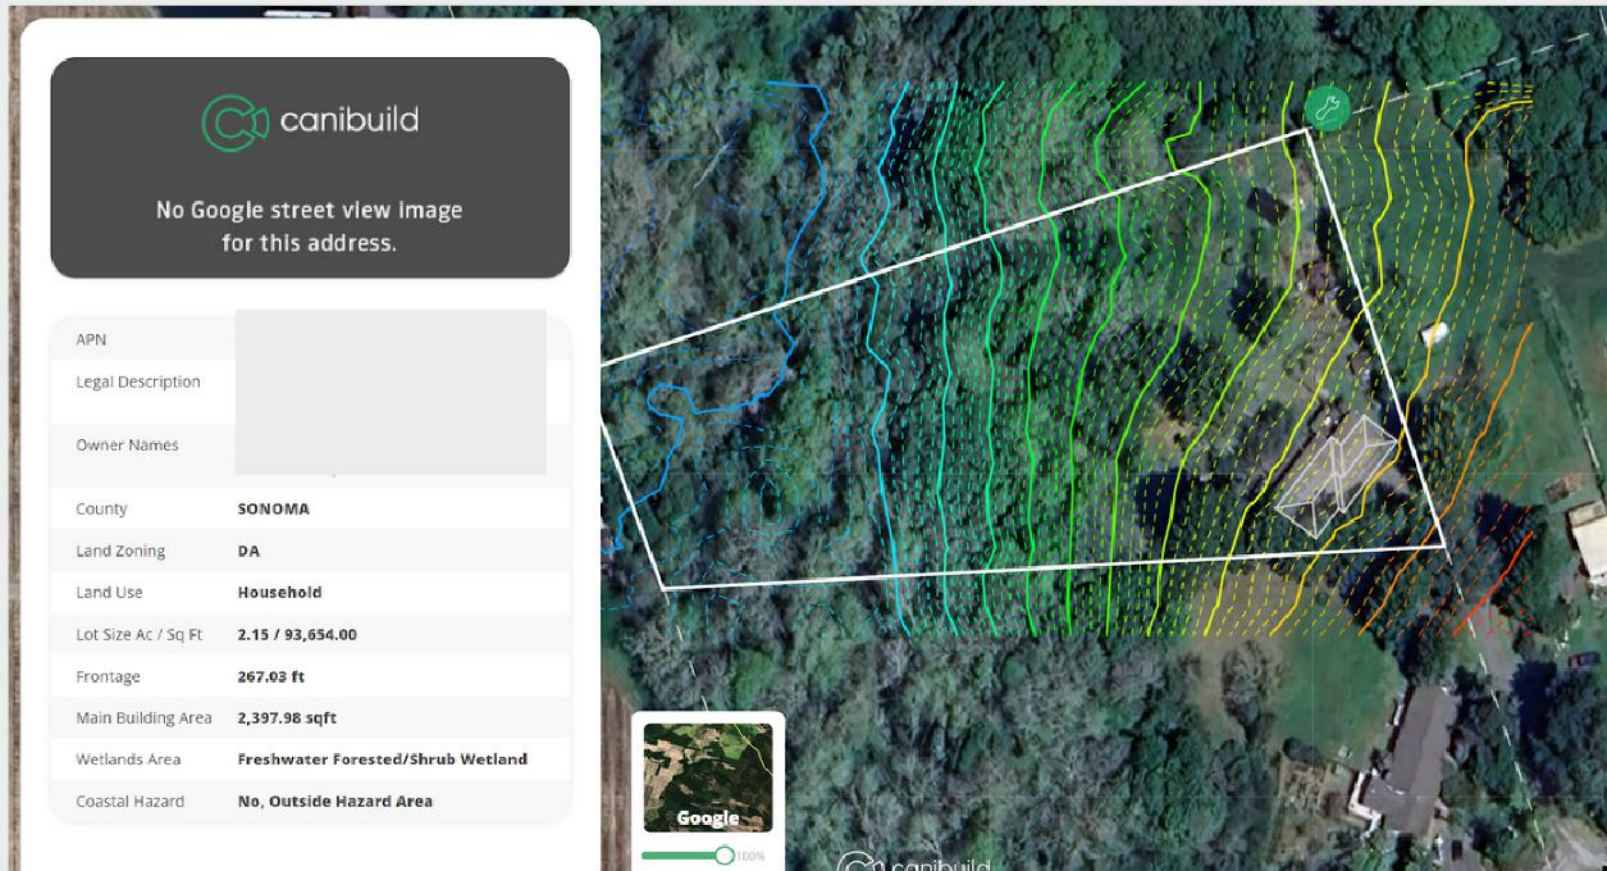 canibuild
No Google street view image
for this address.
APN
Legal Description
Owner Names
County SONOMA
Land Zoning DA
Land Use Household
Lot Size Ac / Sq Ft 2.15 / 93,654.00
Frontage 267.03 ft
Main Building Area 2,397.98 sqft
Wetlands Area Freshwater Forested/Shrub Wetland
Coastal Hazard No, Outside Hazard Area
Google
100%
canibuild